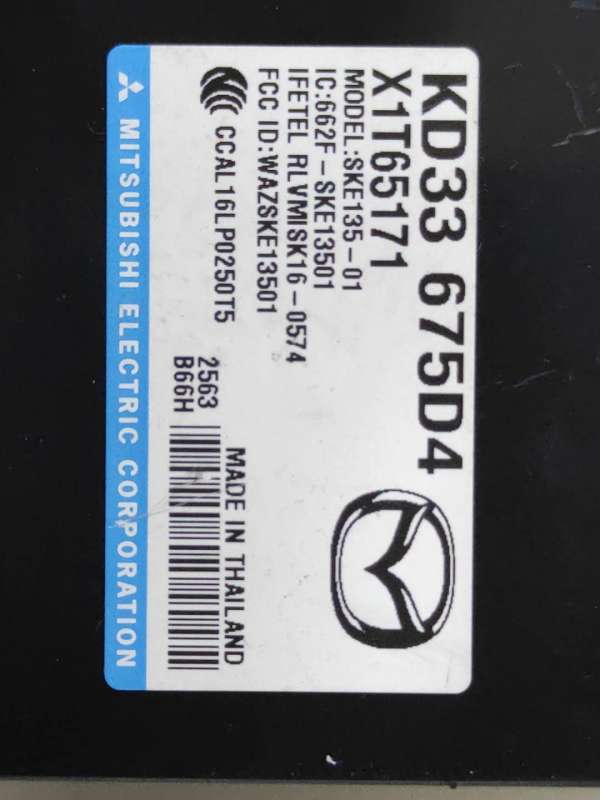 KD33 675D4
X1T65171
MODEL:SKE135-01
IC:662F-SKE13501
IFETEL RLVMISK16-0574
FCC ID:WAZSKE13501
CCAL16LP0250T5
2563
B66H
MADE IN THAILAND
MITSUBISHI ELECTRIC CORPORATION